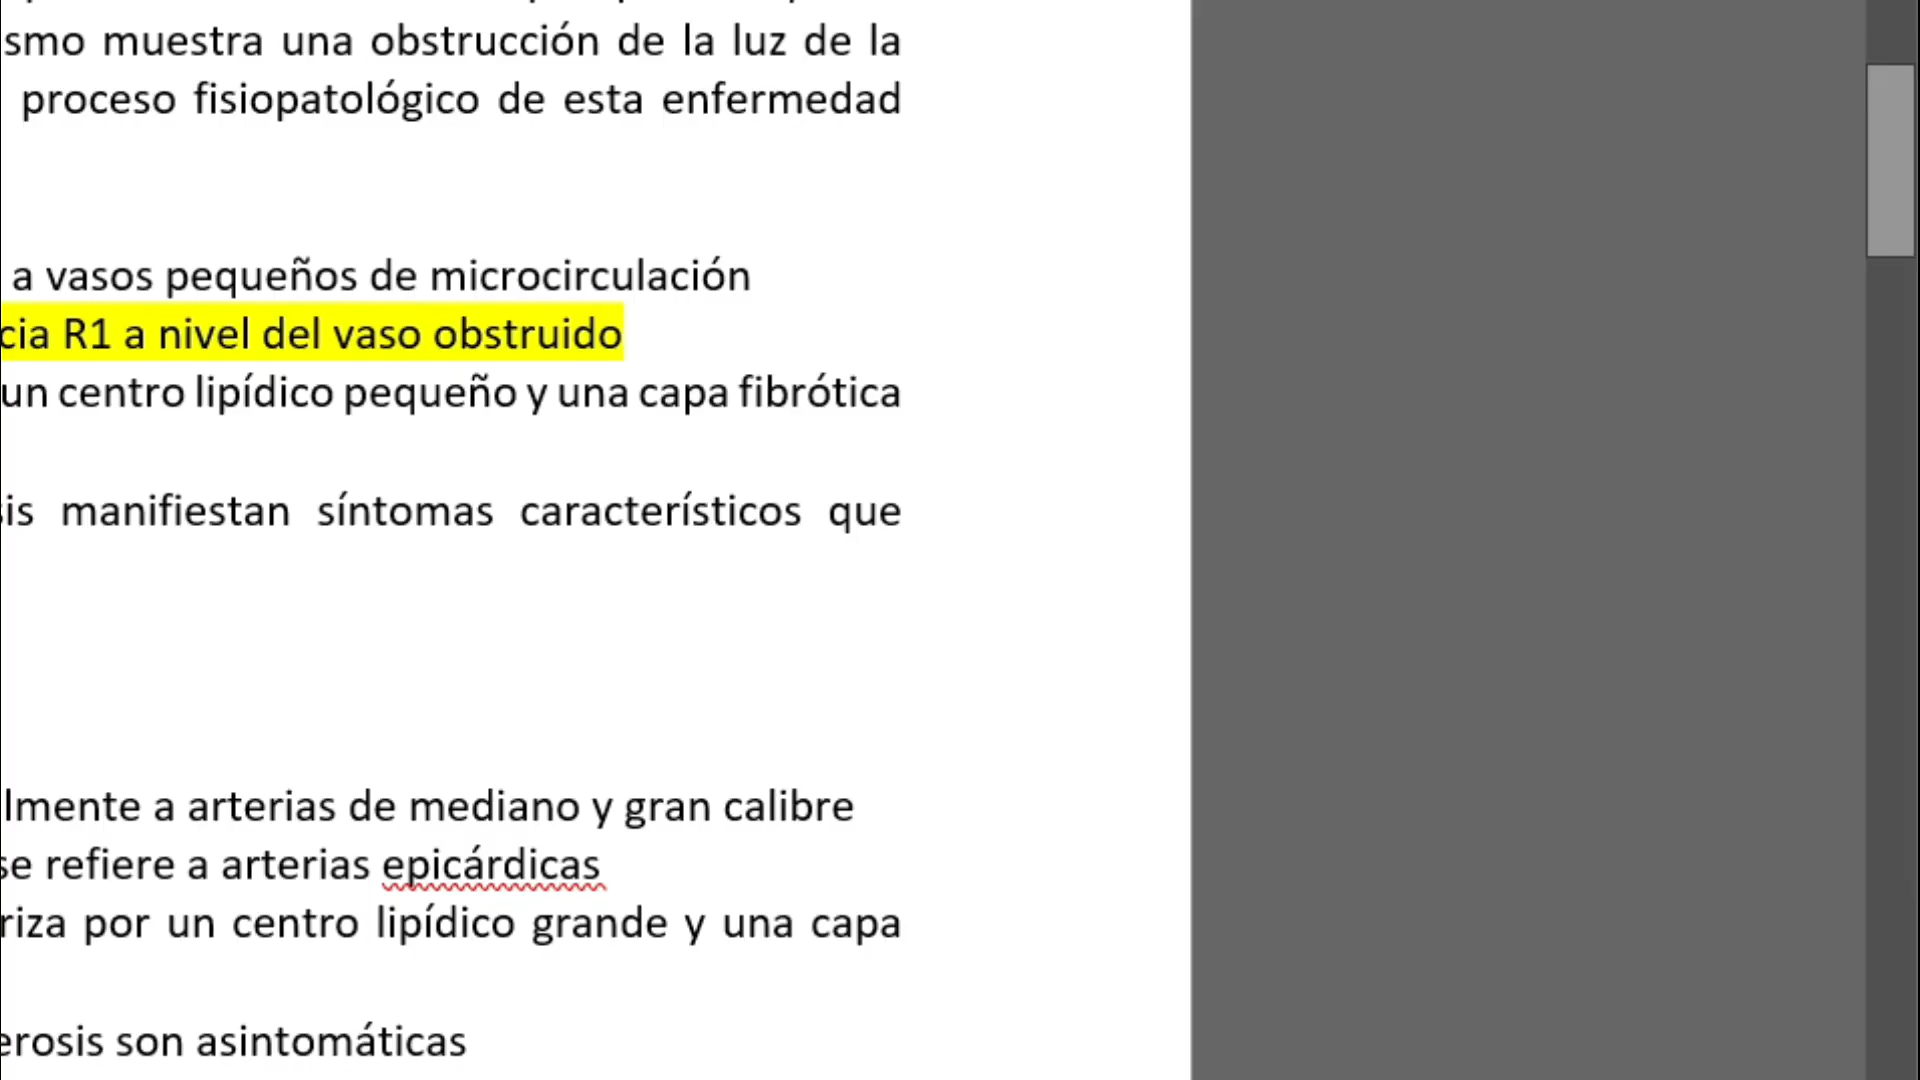 smo muestra una obstrucción de la luz de la
proceso fisiopatológico de esta enfermedad
a vasos pequeños de microcirculación
cia R1 a nivel del vaso obstruido
un centro lipídico pequeño y una capa fibrótica
sis manifiestan síntomas característicos que
lmente a arterias de mediano y gran calibre
se refiere a arterias epicárdicas
riza por un centro lipídico grande y una capa
erosis son asintomáticas